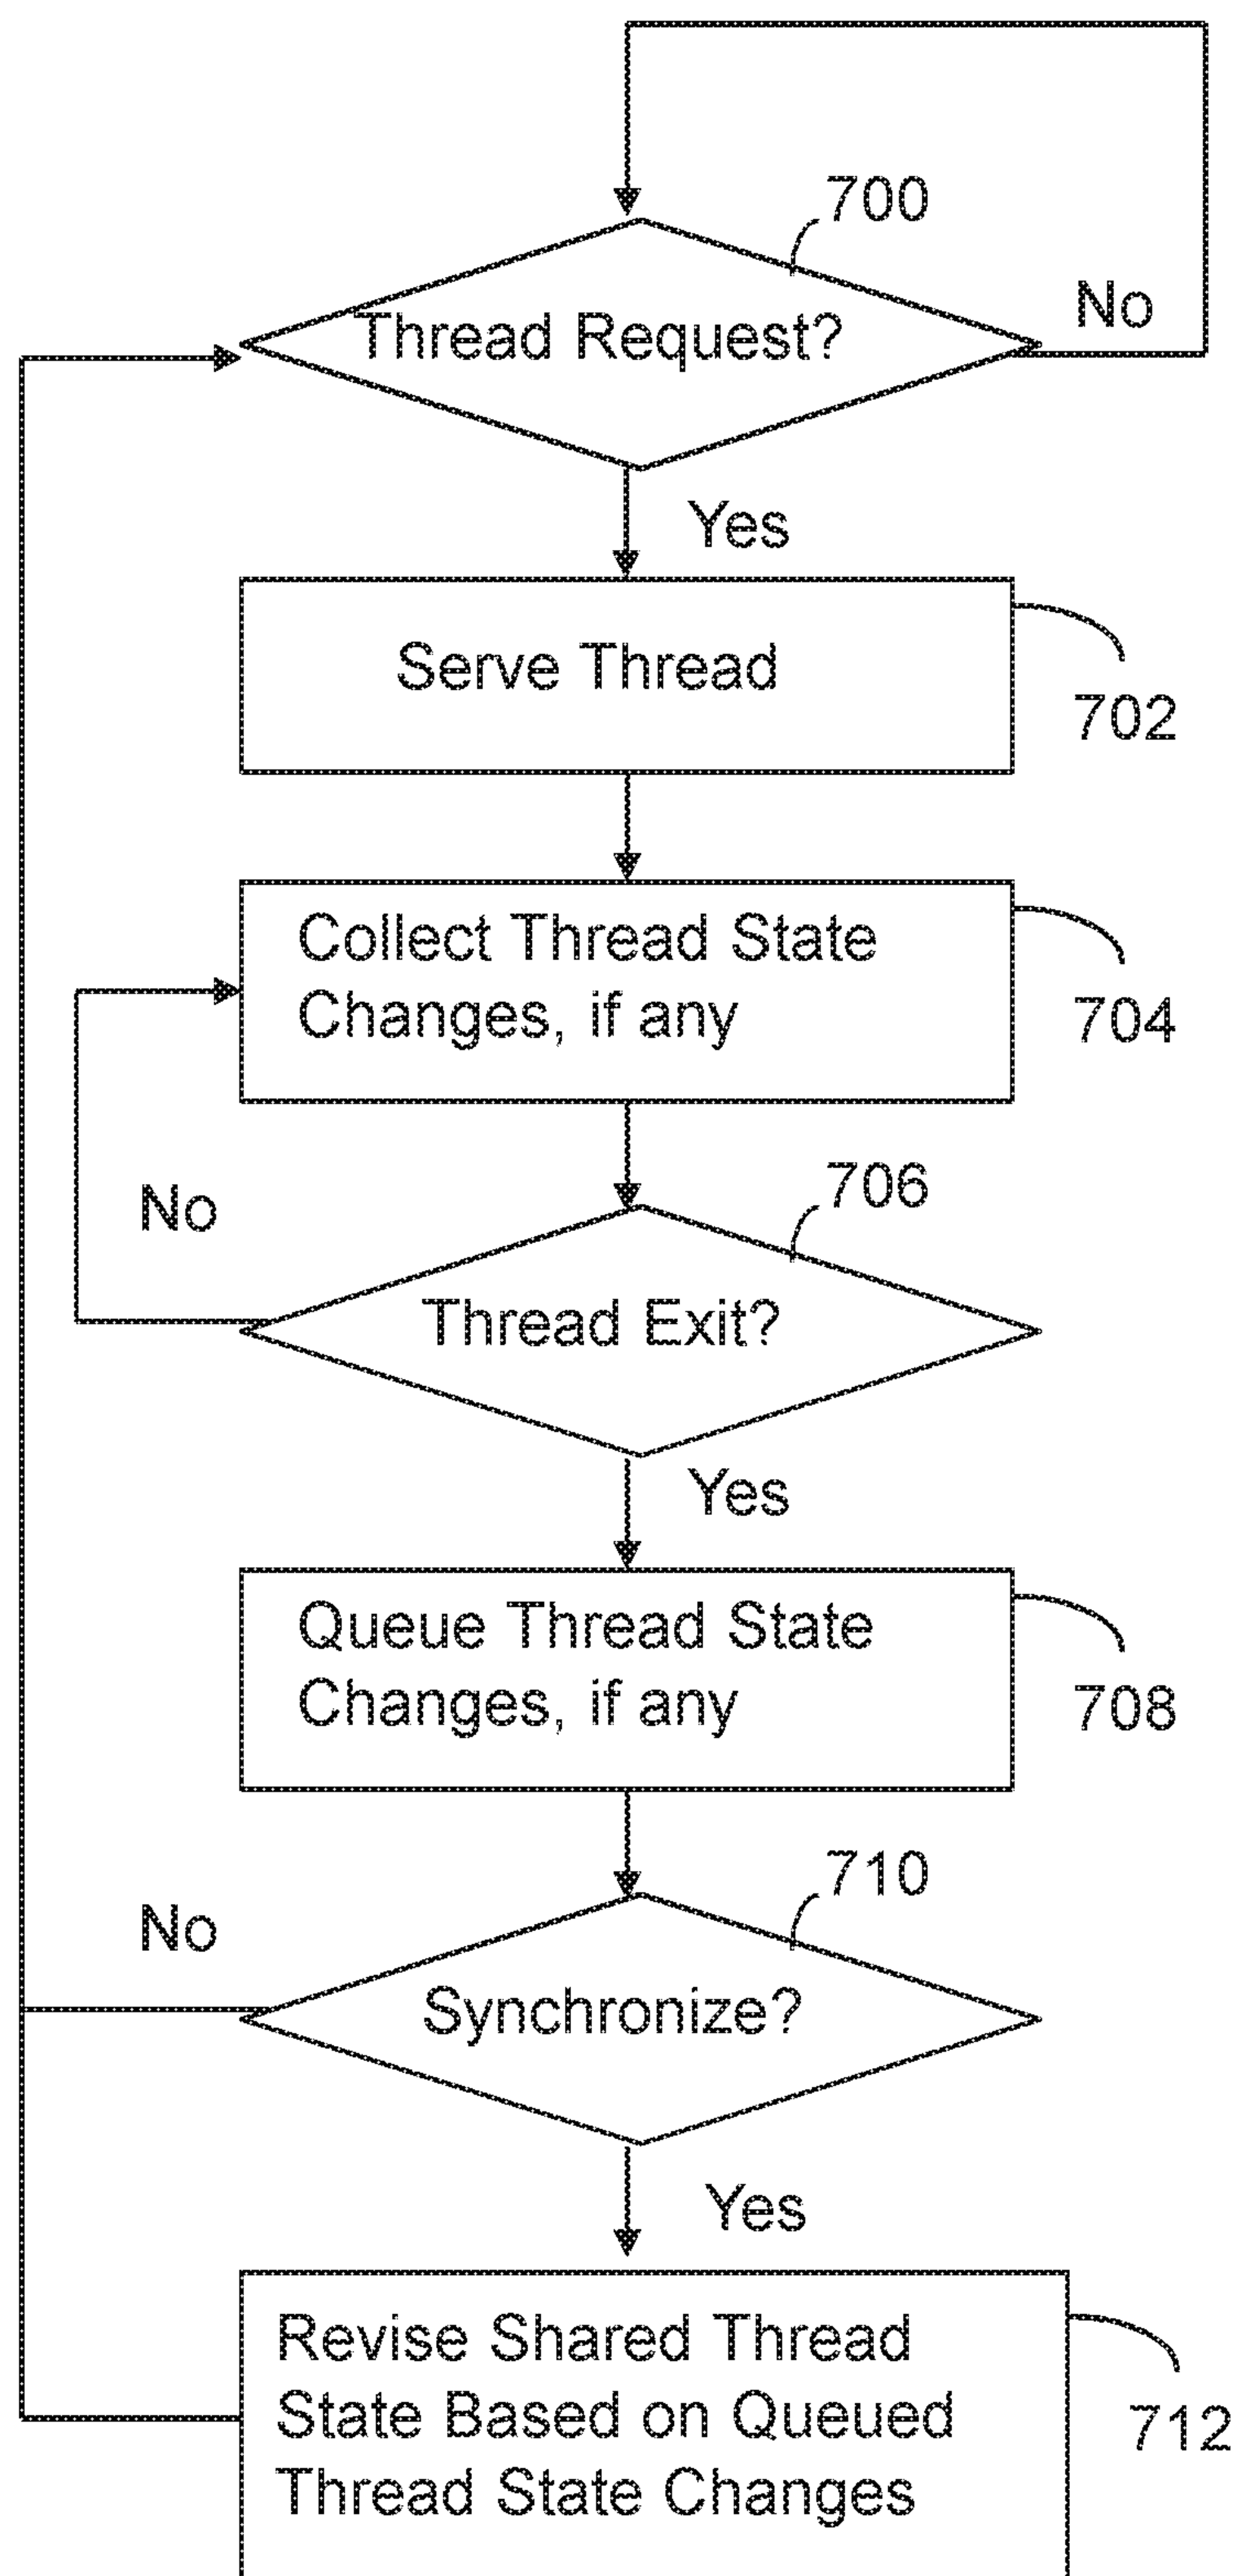 700
Thread Request?
No
Yes
Serve Thread
702
Collect Thread State
Changes, if any
704
No
706
Thread Exit?
Yes
Queue Thread State
Changes, if any
708
710
No
Synchronize?
Yes
Revise Shared Thread
State Based on Queued
Thread State Changes
712